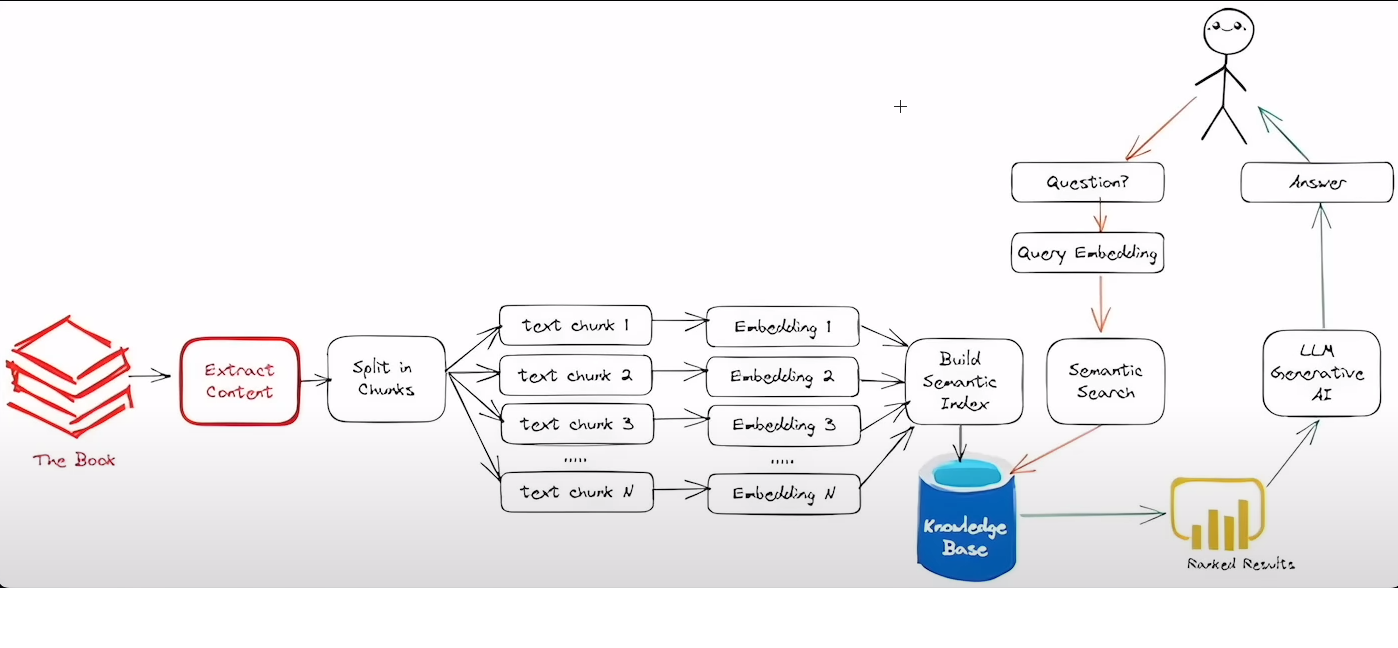 The Book
Extract
Content
Split in
Chunks
text chunk 1
text chunk 2
text chunk 3
.....
text chunk N
Embedding 1
Embedding 2
Embedding 3
.....
Embedding N
Build
Semantic
Index
Knowledge
Base
Question?
Query Embedding
Semantic
Search
Ranked Results
LLM
Generative
AI
Answer